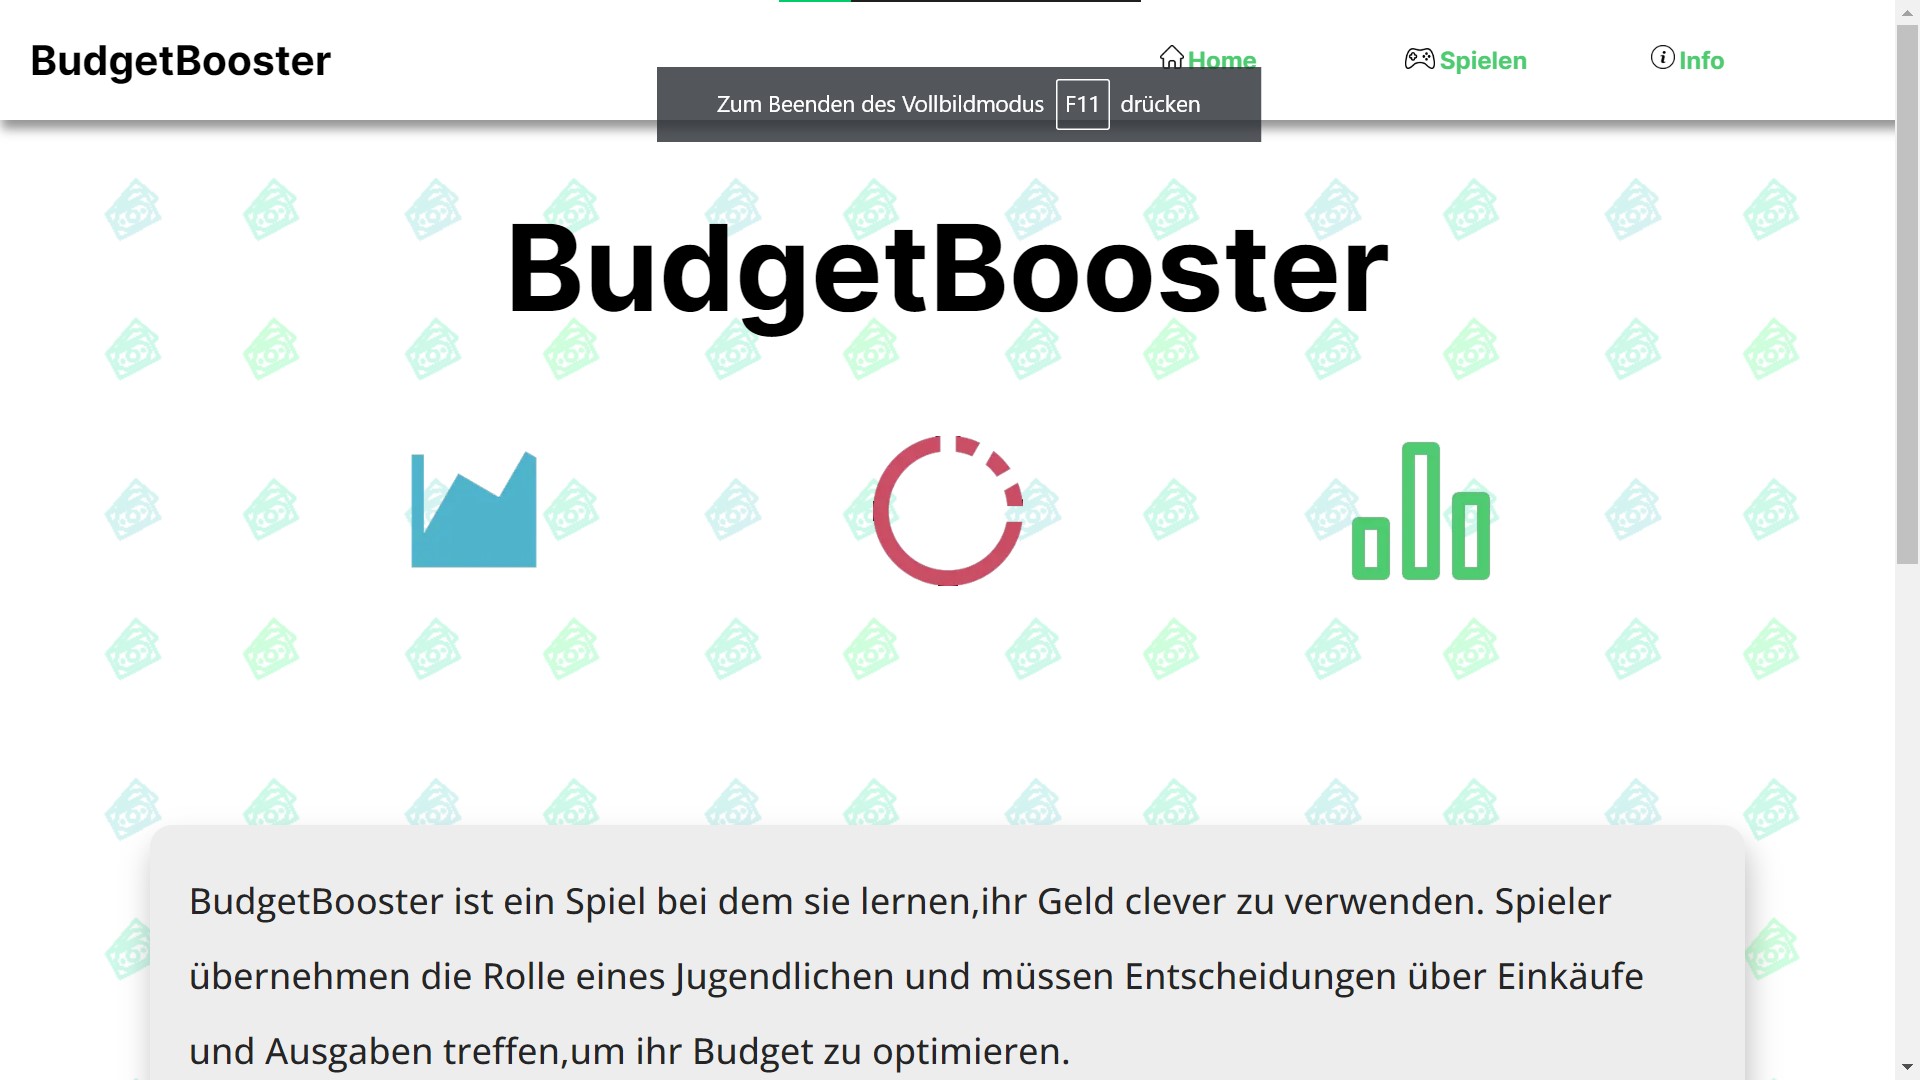 BudgetBooster
Home
Spielen
Info
Zum Beenden des Vollbildmodus F11 drücken
BudgetBooster
BudgetBooster ist ein Spiel bei dem sie lernen,ihr Geld clever zu verwenden. Spieler
übernehmen die Rolle eines Jugendlichen und müssen Entscheidungen über Einkäufe
und Ausgaben treffen,um ihr Budget zu optimieren.